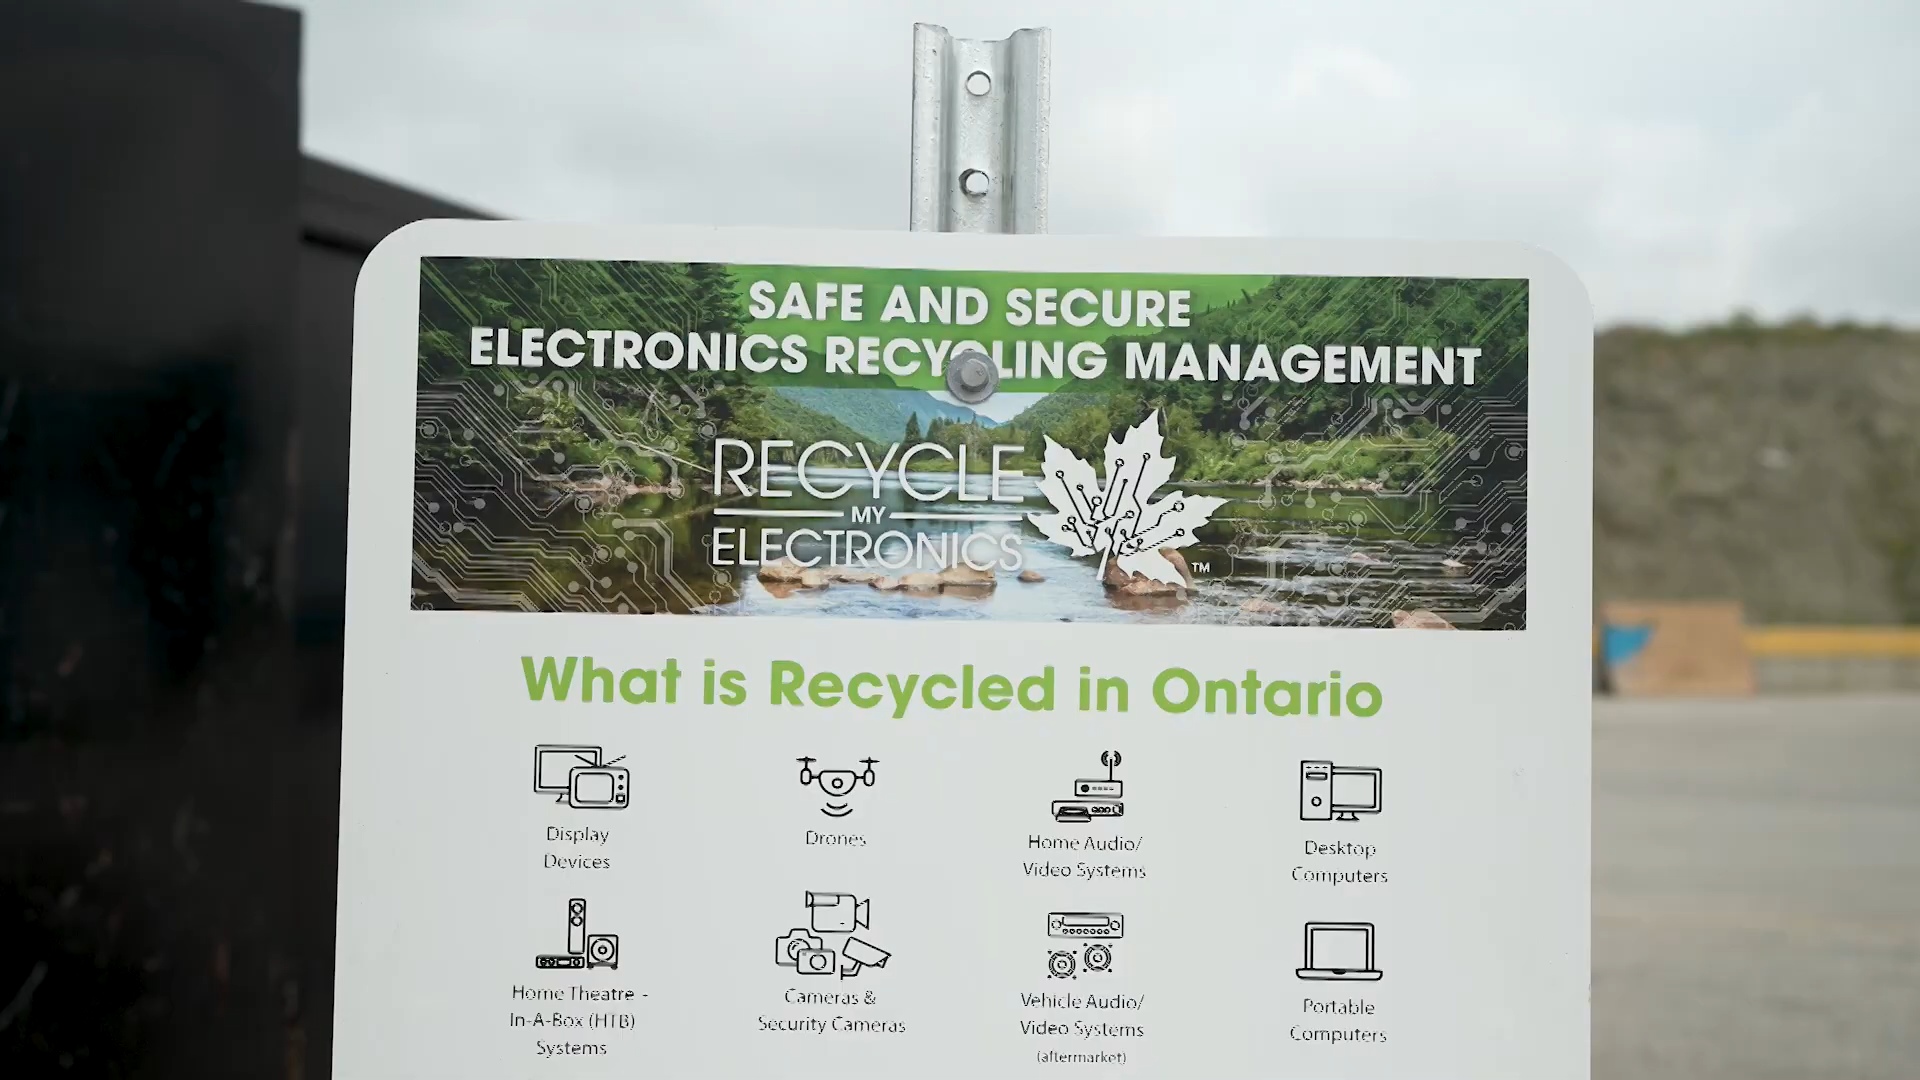 SAFE AND SECURE
ELECTRONICS RECYCLING MANAGEMENT
RECYCLE
MY
ELECTRONICS
TM
What is Recycled in Ontario
Display
Devices
Drones
Home Audio/
Video Systems
Desktop
Computers
Home Theatre -
In-A-Box (HTB)
Systems
Cameras &
Security Cameras
Vehicle Audio/
Video Systems
(aftermarket)
Portable
Computers